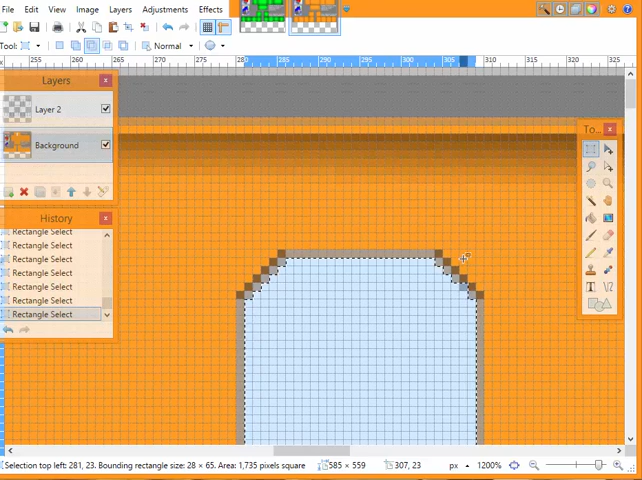 File Edit View Image Layers Adjustments Effects
Tool: Normal
255 260 265 270 275 280 285 290 295 300 305 310 315 320 325
Layers x
Layer 2
Background
To... x
History x
Rectangle Select
Rectangle Select
Rectangle Select
Rectangle Select
Rectangle Select
Rectangle Select
Rectangle Select
Selection top left: 281, 23. Bounding rectangle size: 28 × 65. Area: 1,735 pixels square 585 × 559 307, 23 px 1200%